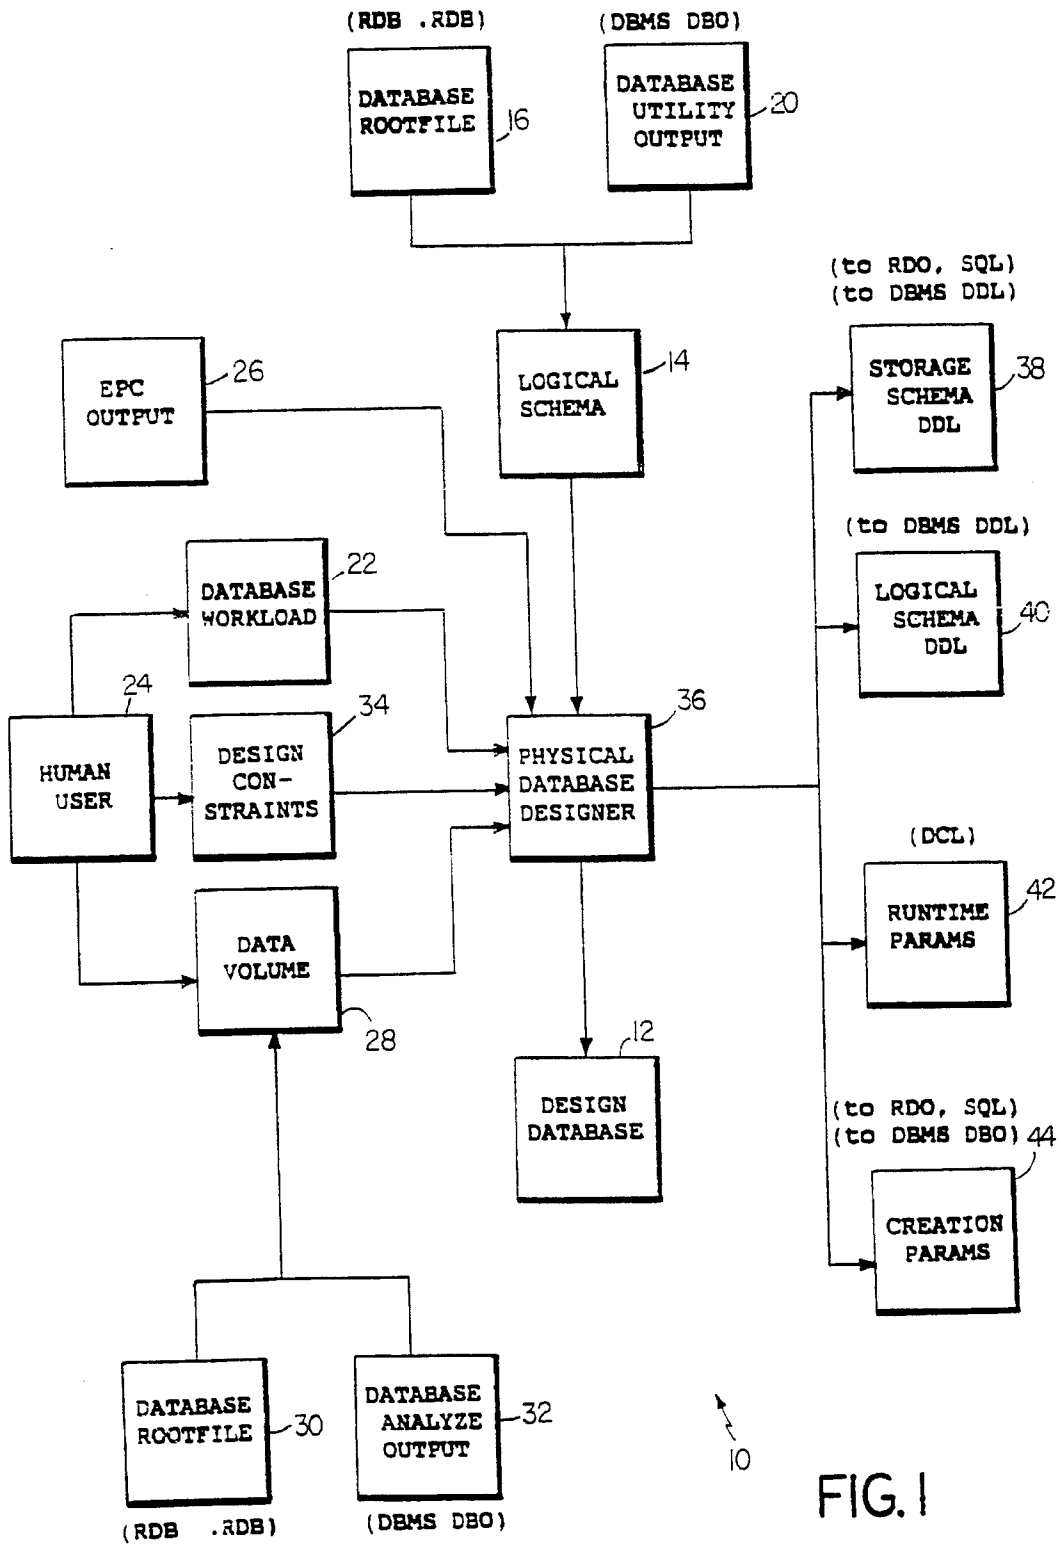 (RDB .RDB)
(DBMS DBO)
DATABASE
ROOTFILE
16
DATABASE
UTILITY
OUTPUT
20
(to RDO, SQL)
(to DBMS DDL)
EPC
OUTPUT
26
LOGICAL
SCHEMA
14
STORAGE
SCHEMA
DDL
38
(to DBMS DDL)
DATABASE
WORKLOAD
22
LOGICAL
SCHEMA
DDL
40
HUMAN
USER
24
DESIGN
CON-
STRAINTS
34
PHYSICAL
DATABASE
DESIGNER
36
(DCL)
DATA
VOLUME
28
RUNTIME
PARAMS
42
DESIGN
DATABASE
12
(to RDO, SQL)
(to DBMS DBO)
CREATION
PARAMS
44
DATABASE
ROOTFILE
30
DATABASE
ANALYZE
OUTPUT
32
(RDB .RDB)
(DBMS DBO)
10
FIG. 1